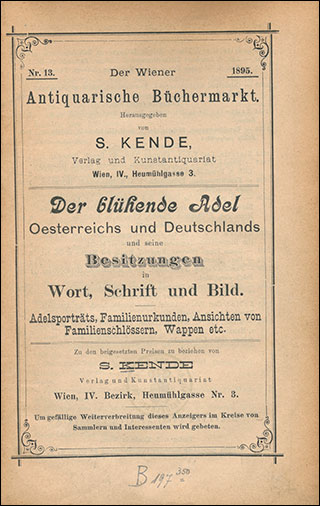 Nr. 13. Der Wiener 1895.
Antiquarische Büchermarkt.
Herausgegeben
von
S. KENDE,
Verlag und Kunstantiquariat
Wien, IV., Heumühlgasse 3.
Der blühende Adel
Oesterreichs und Deutschlands
und seine
Besitzungen
in
Wort, Schrift und Bild.
Adelsporträts, Familienurkunden, Ansichten von
Familienschlössern, Wappen etc.
Zu den beigesetzten Preisen zu beziehen von
S. KENDE
Verlag und Kunstantiquariat
Wien, IV. Bezirk, Heumühlgasse Nr. 3.
Um gefällige Weiterverbreitung dieses Anzeigers im Kreise von
Sammlern und Interessenten wird gebeten.
B 197